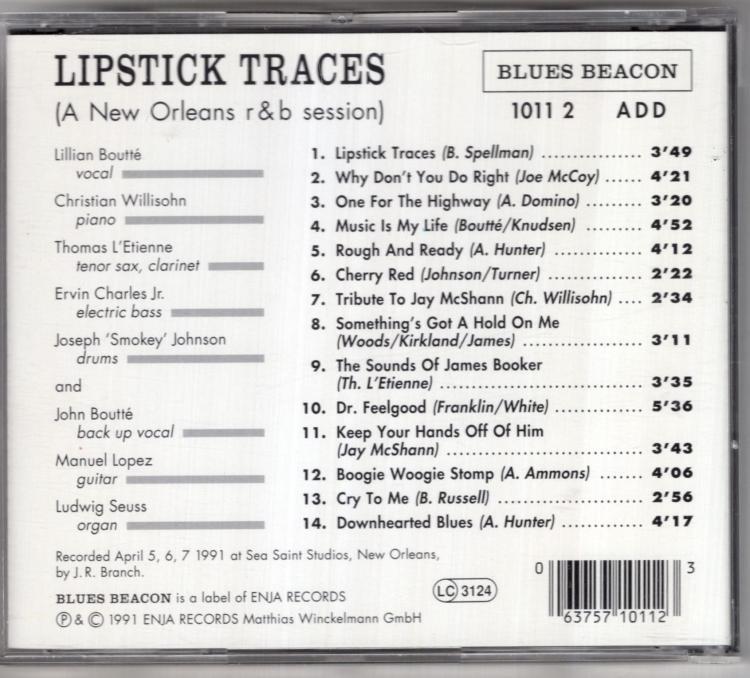 LIPSTICK TRACES
(A New Orleans r&b session)
BLUES BEACON
1011 2 ADD
Lillian Boutté
vocal
Christian Willisohn
piano
Thomas L'Etienne
tenor sax, clarinet
Ervin Charles Jr.
electric bass
Joseph 'Smokey' Johnson
drums
and
John Boutté
back up vocal
Manuel Lopez
guitar
Ludwig Seuss
organ
1. Lipstick Traces (B. Spellman) ................ 3'49
2. Why Don't You Do Right (Joe McCoy) ...... 4'21
3. One For The Highway (A. Domino) ......... 3'20
4. Music Is My Life (Boutté/Knudsen) .......... 4'52
5. Rough And Ready (A. Hunter) .............. 4'12
6. Cherry Red (Johnson/Turner) ................ 2'22
7. Tribute To Jay McShann (Ch. Willisohn) .... 2'34
8. Something's Got A Hold On Me
(Woods/Kirkland/James) ................... 3'11
9. The Sounds Of James Booker
(Th. L'Etienne) ................................ 3'35
10. Dr. Feelgood (Franklin/White) .............. 5'36
11. Keep Your Hands Off Of Him
(Jay McShann) ............................... 3'43
12. Boogie Woogie Stomp (A. Ammons) ....... 4'06
13. Cry To Me (B. Russell) ....................... 2'56
14. Downhearted Blues (A. Hunter) ............ 4'17
Recorded April 5, 6, 7 1991 at Sea Saint Studios, New Orleans,
by J. R. Branch.
BLUES BEACON is a label of ENJA RECORDS
Ⓟ & © 1991 ENJA RECORDS Matthias Winckelmann GmbH
LC 3124
0 63757 10112 3